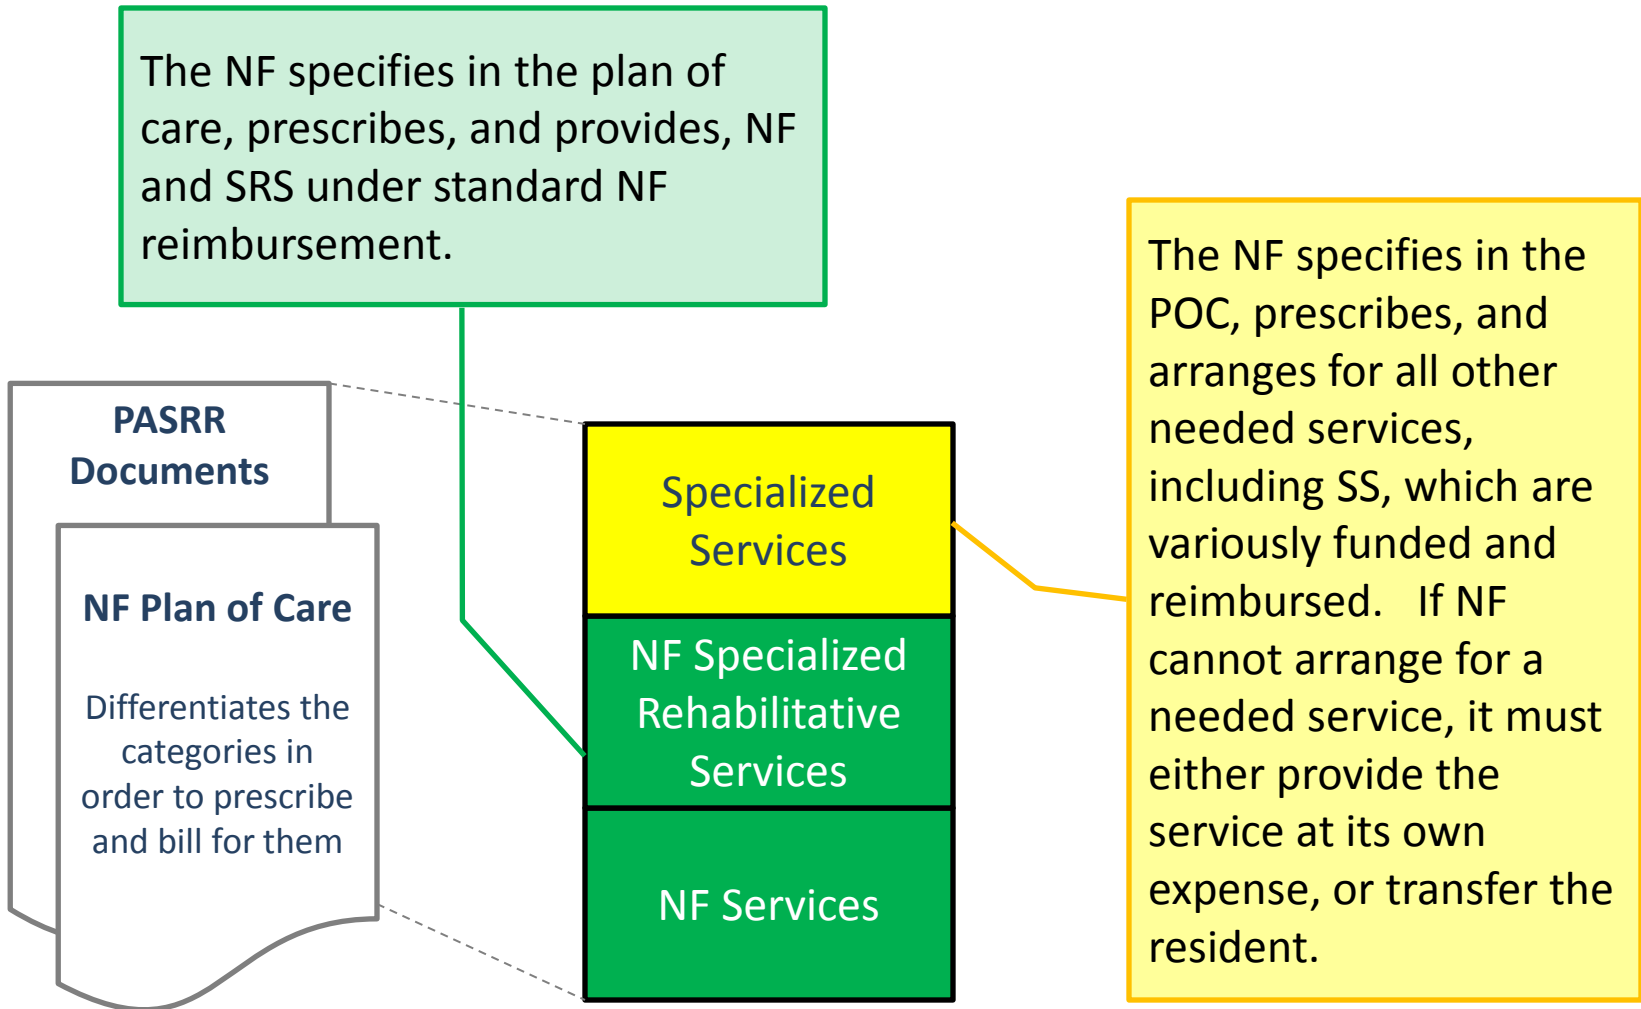 The NF specifies in the plan of
care, prescribes, and provides, NF
and SRS under standard NF
reimbursement.
PASRR
Documents
NF Plan of Care
Differentiates the
categories in
order to prescribe
and bill for them
Specialized
Services
NF Specialized
Rehabilitative
Services
NF Services
The NF specifies in the
POC, prescribes, and
arranges for all other
needed services,
including SS, which are
variously funded and
reimbursed.   If NF
cannot arrange for a
needed service, it must
either provide the
service at its own
expense, or transfer the
resident.